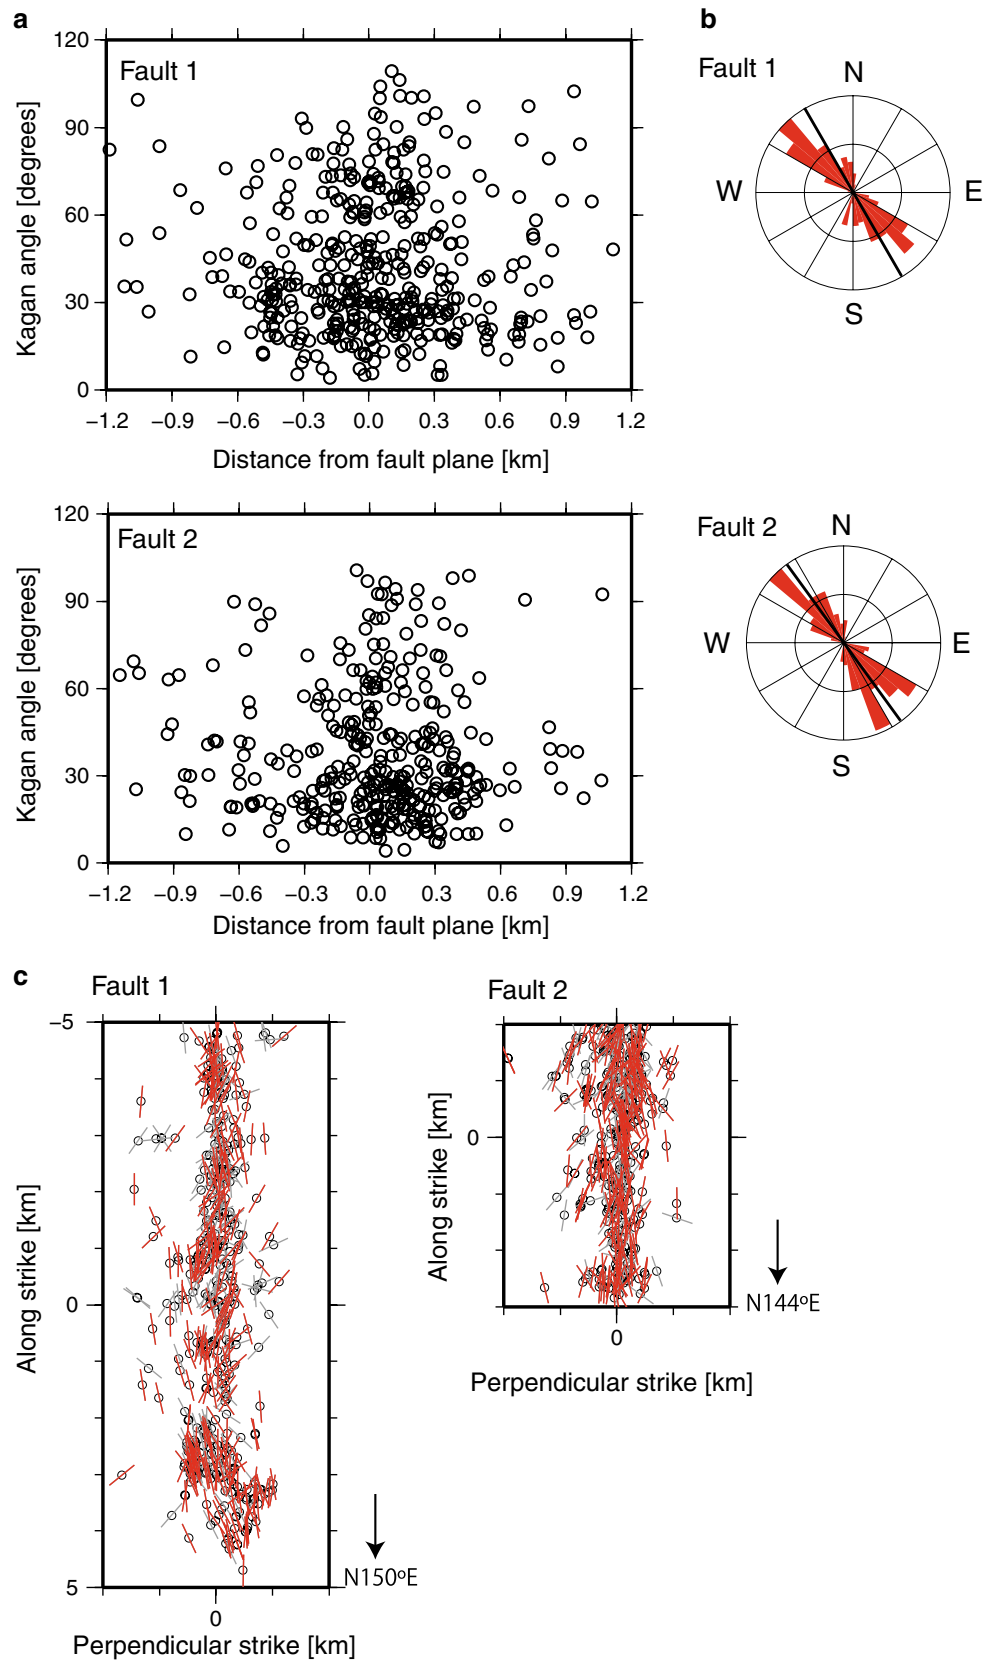 a
b
120
90
60
30
0
Fault 1
Kagan angle [degrees]
−1.2 −0.9 −0.6 −0.3 0.0 0.3 0.6 0.9 1.2
Distance from fault plane [km]
Fault 1
N
W
E
S
120
90
60
30
0
Fault 2
Kagan angle [degrees]
−1.2 −0.9 −0.6 −0.3 0.0 0.3 0.6 0.9 1.2
Distance from fault plane [km]
Fault 2
N
W
E
S
c
Fault 1
−5
0
5
Along strike [km]
0
Perpendicular strike [km]
N150ºE
Fault 2
0
Along strike [km]
0
Perpendicular strike [km]
N144ºE